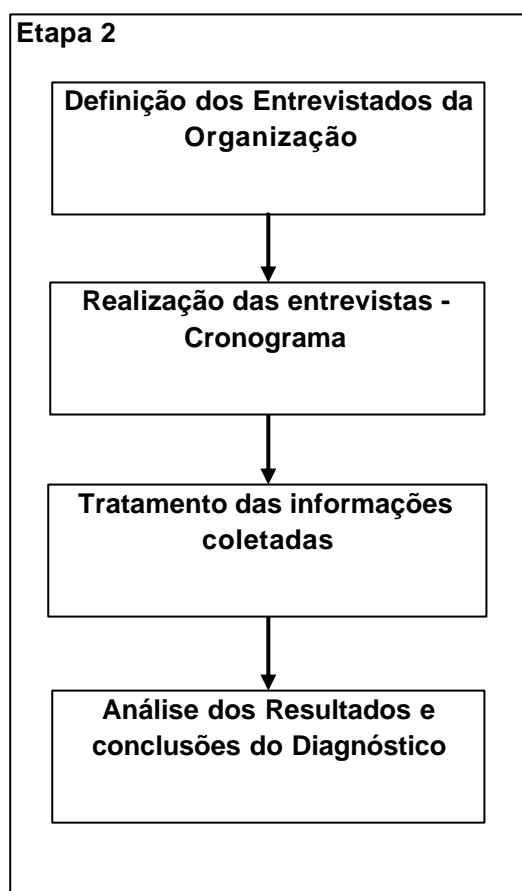 Etapa 2
Definição dos Entrevistados da
Organização
Realização das entrevistas -
Cronograma
Tratamento das informações
coletadas
Análise dos Resultados e
conclusões do Diagnóstico